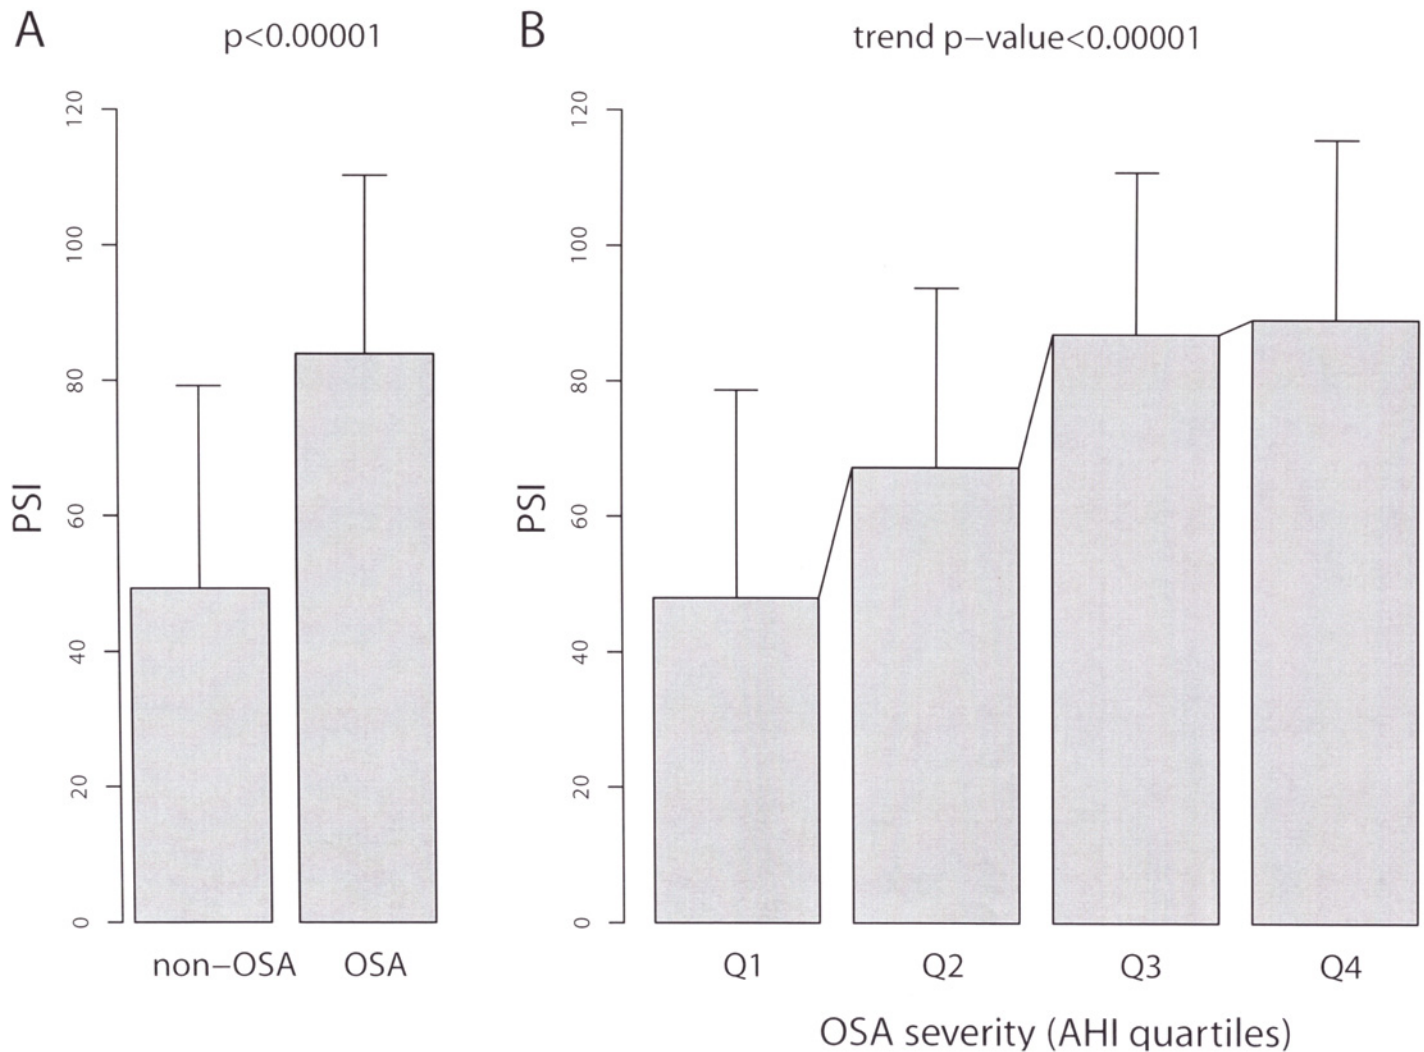 A
p<0.00001
PSI
120
100
80
60
40
20
0
non–OSA
OSA
B
trend p–value<0.00001
PSI
120
100
80
60
40
20
0
Q1
Q2
Q3
Q4
OSA severity (AHI quartiles)